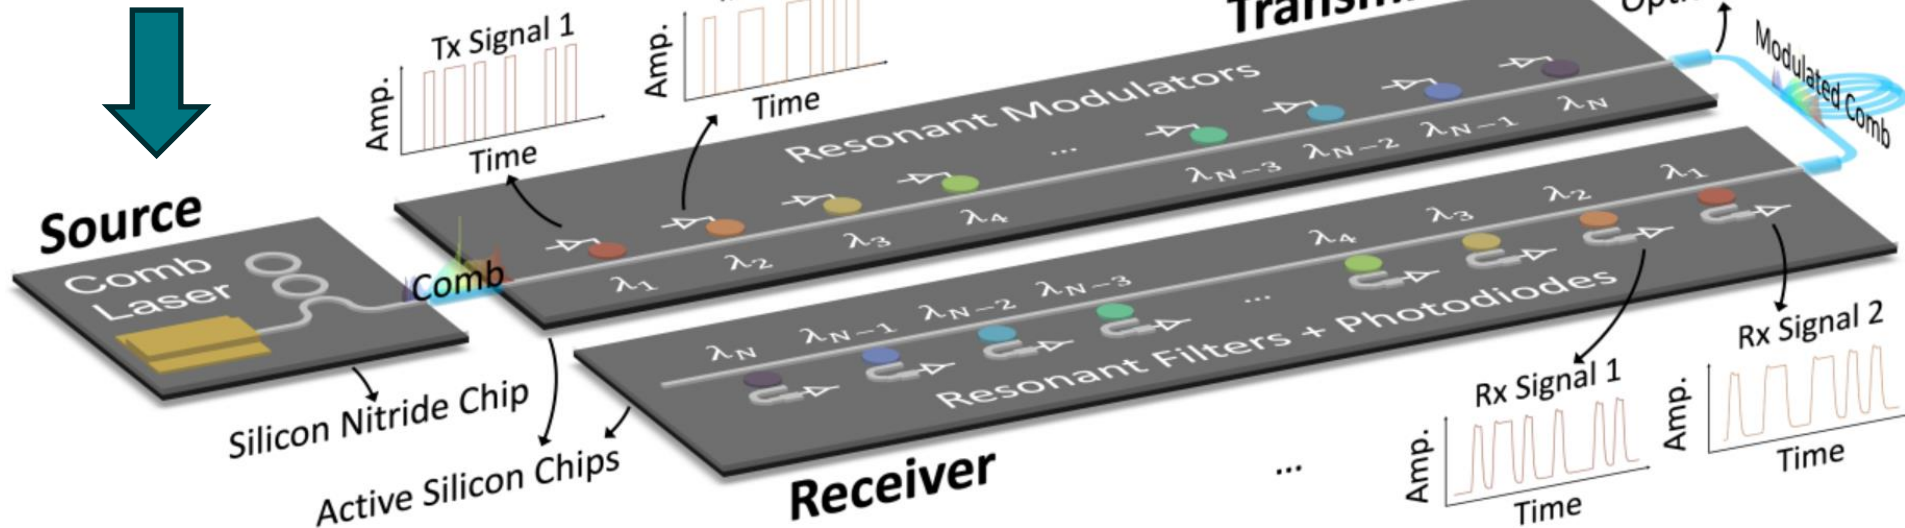 Tx Signal 1
Amp.
Time
Amp.
Time
Resonant Modulators
Modulated Comb
Source
Comb
Laser
Comb
λ1
λ2
λ3
λ4
...
λN−3
λN−2
λN−1
λN
λN
λN−1
λN−2
λN−3
...
λ4
λ3
λ2
λ1
Resonant Filters + Photodiodes
Silicon Nitride Chip
Active Silicon Chips
Receiver
...
Rx Signal 1
Amp.
Time
Rx Signal 2
Amp.
Time